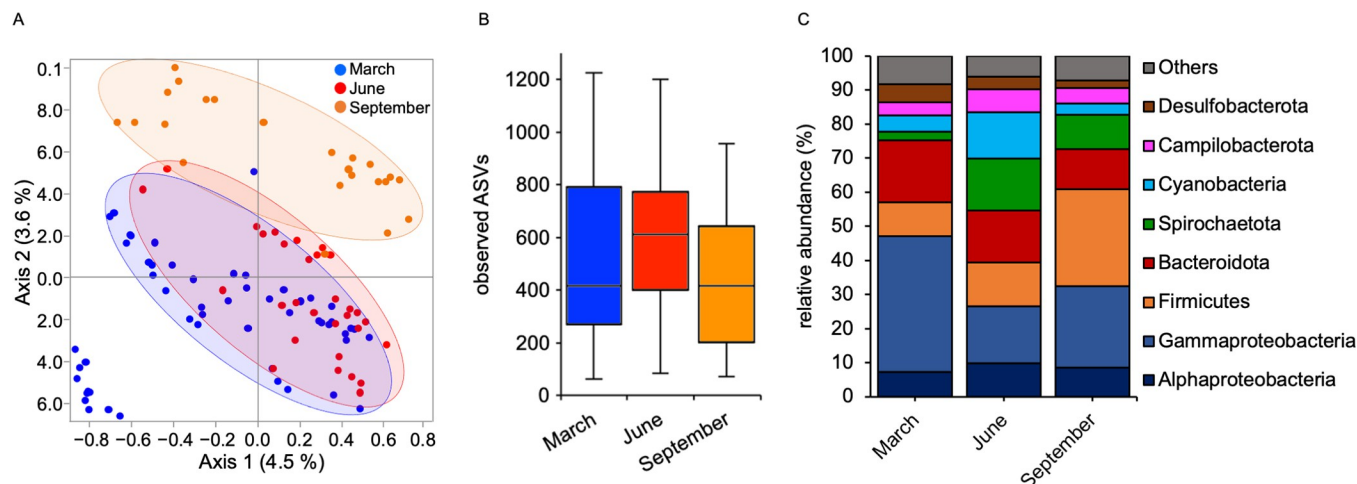 A
B
C
March
June
September
0.1
8.0
6.0
4.0
2.0
0.0
2.0
4.0
6.0
Axis 2 (3.6 %)
−0.8 −0.6 −0.4 −0.2 0.0 0.2 0.4 0.6 0.8
Axis 1 (4.5 %)
observed ASVs
1200
1000
800
600
400
200
0
March June September
relative abundance (%)
100
90
80
70
60
50
40
30
20
10
0
March June September
Others
Desulfobacterota
Campilobacterota
Cyanobacteria
Spirochaetota
Bacteroidota
Firmicutes
Gammaproteobacteria
Alphaproteobacteria